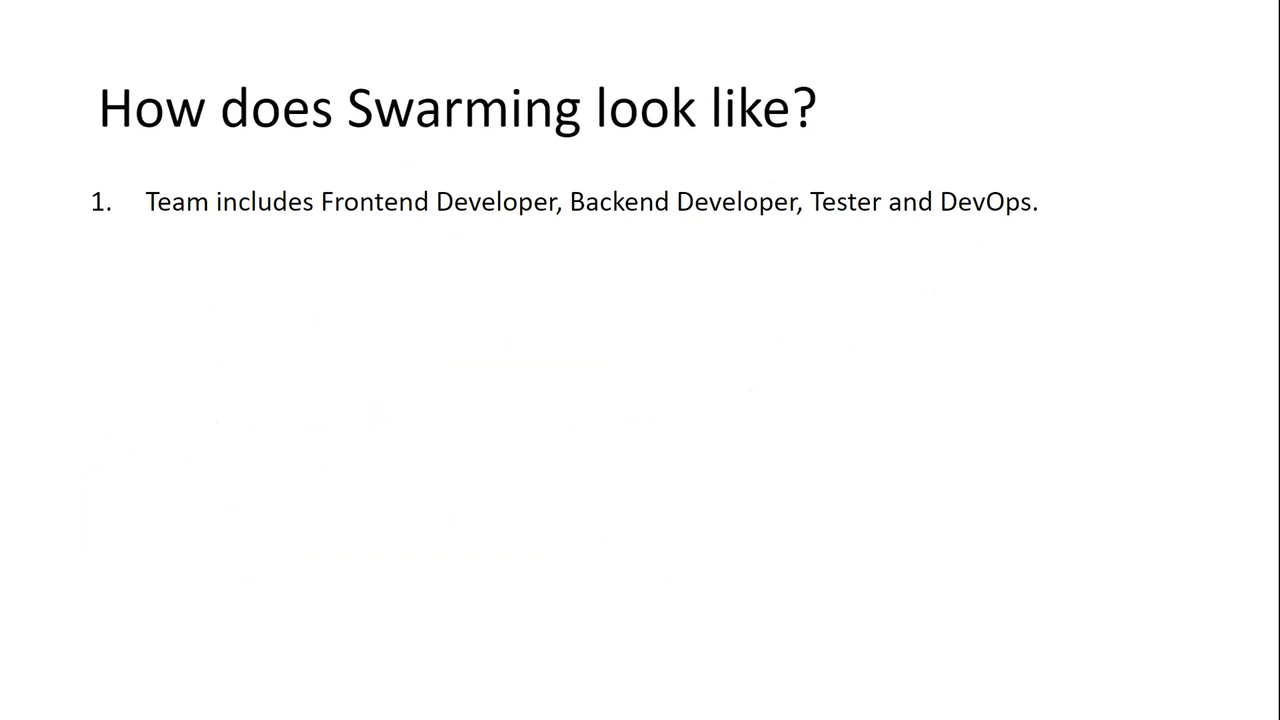 How does Swarming look like?
1. Team includes Frontend Developer, Backend Developer, Tester and DevOps.